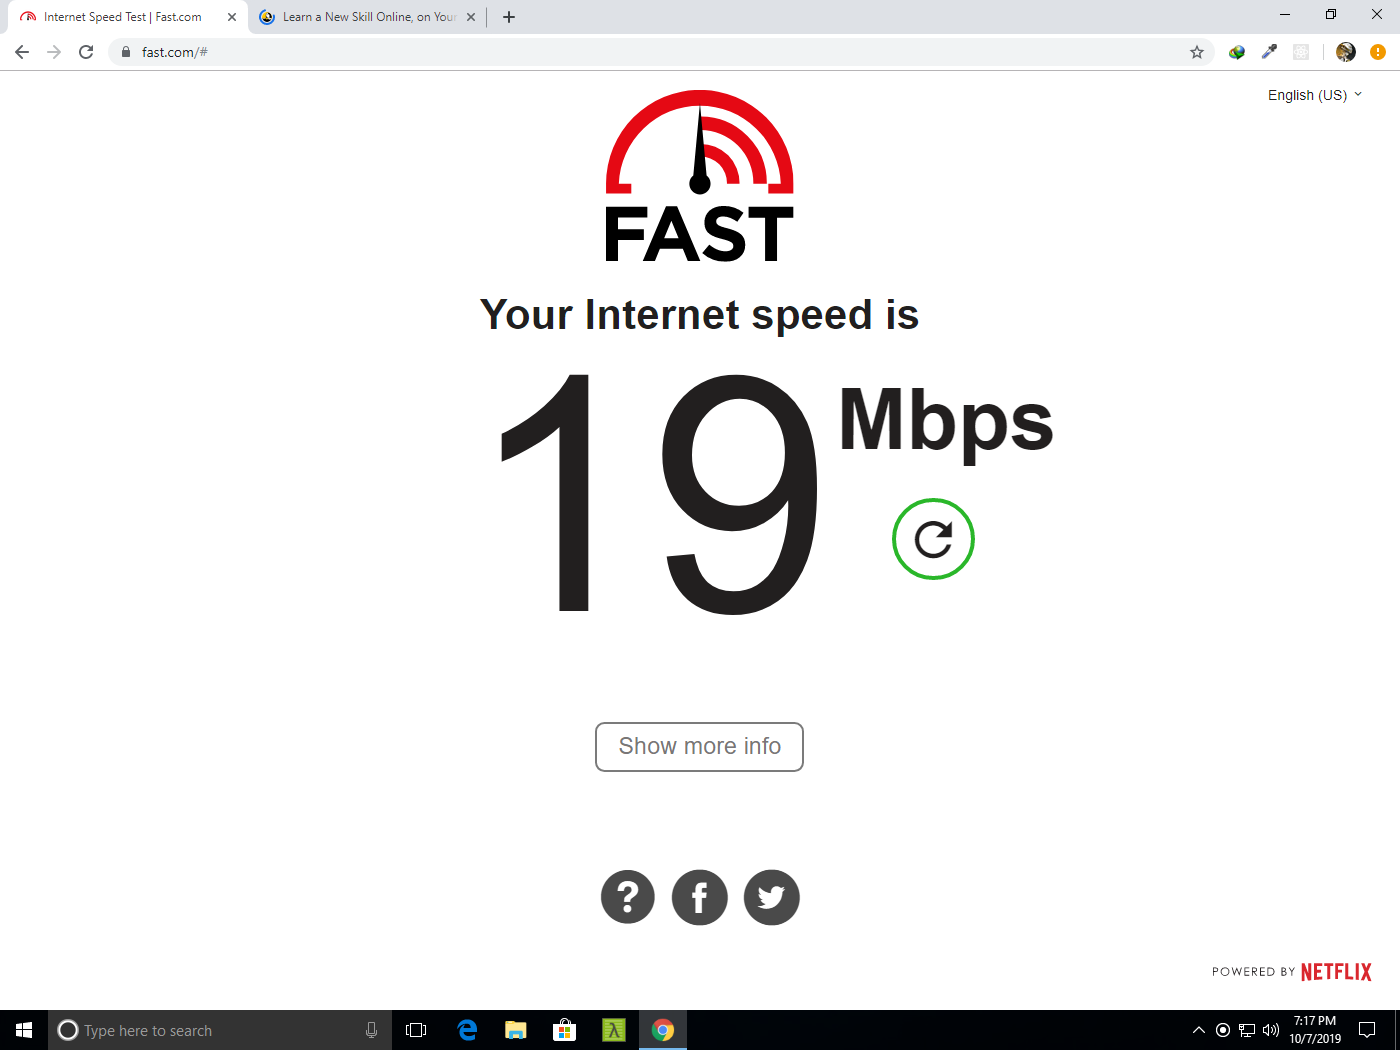 Internet Speed Test | Fast.com
Learn a New Skill Online, on Your
fast.com/#
English (US)
FAST
Your Internet speed is
19 Mbps
Show more info
POWERED BY NETFLIX
Type here to search
7:17 PM
10/7/2019